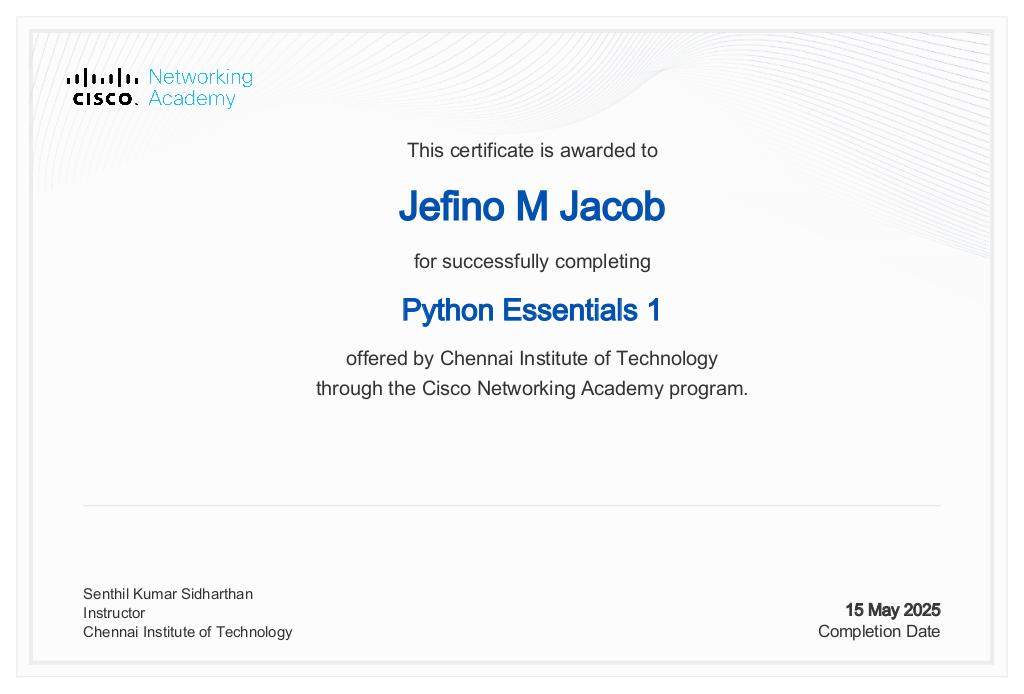 Networking
CISCO. Academy
This certificate is awarded to
Jefino M Jacob
for successfully completing
Python Essentials 1
offered by Chennai Institute of Technology
through the Cisco Networking Academy program.
Senthil Kumar Sidharthan
Instructor
Chennai Institute of Technology
15 May 2025
Completion Date